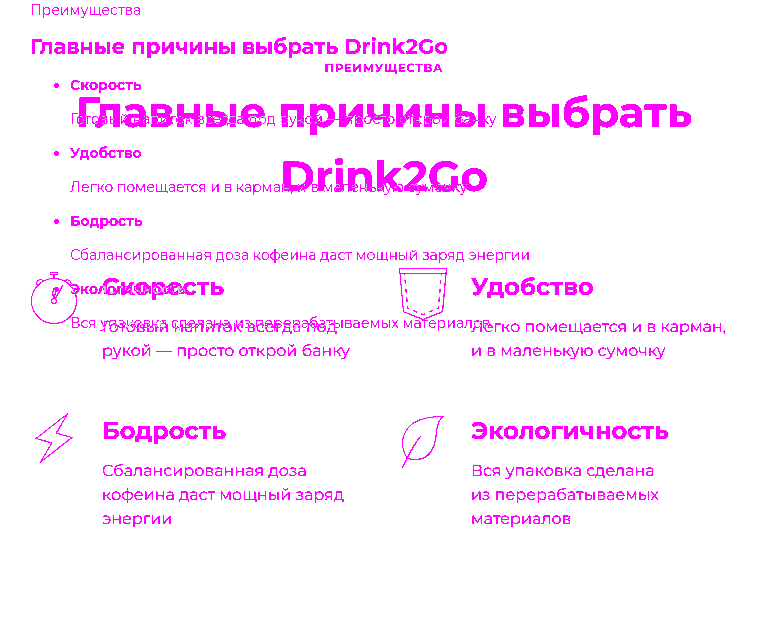 Преимущества
Главные причины выбрать Drink2Go
ПРЕИМУЩЕСТВА
Скорость
Главные причины выбрать
Готовый напиток всегда под рукой — просто открой банку
Удобство
Drink2Go
Легко помещается и в карман, и в маленькую сумочку
Бодрость
Сбалансированная доза кофеина даст мощный заряд энергии
Экологичность
Вся упаковка сделана из перерабатываемых материалов
Скорость
Готовый напиток всегда под
рукой — просто открой банку
Удобство
Легко помещается и в карман,
и в маленькую сумочку
Бодрость
Сбалансированная доза
кофеина даст мощный заряд
энергии
Экологичность
Вся упаковка сделана
из перерабатываемых
материалов